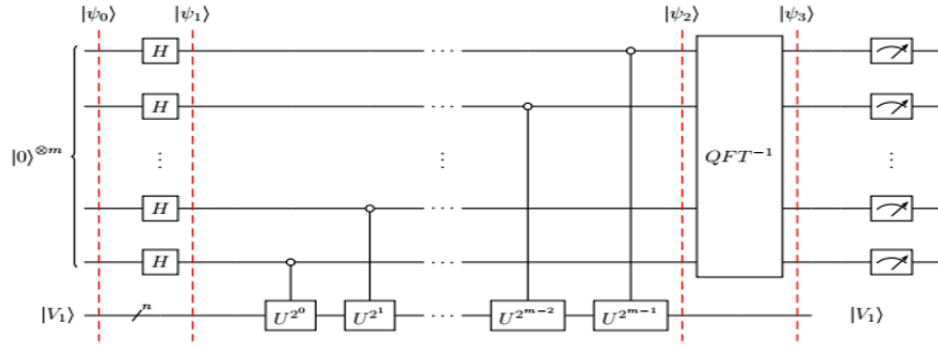 |ψ₀⟩ |ψ₁⟩ |ψ₂⟩ |ψ₃⟩
H
H
|0⟩^{⊗m} ⋮ ⋮ QFT^{−1} ⋮
H
H
|V₁⟩ n U^{2^0} U^{2^1} ⋯ U^{2^{m−2}} U^{2^{m−1}} |V₁⟩